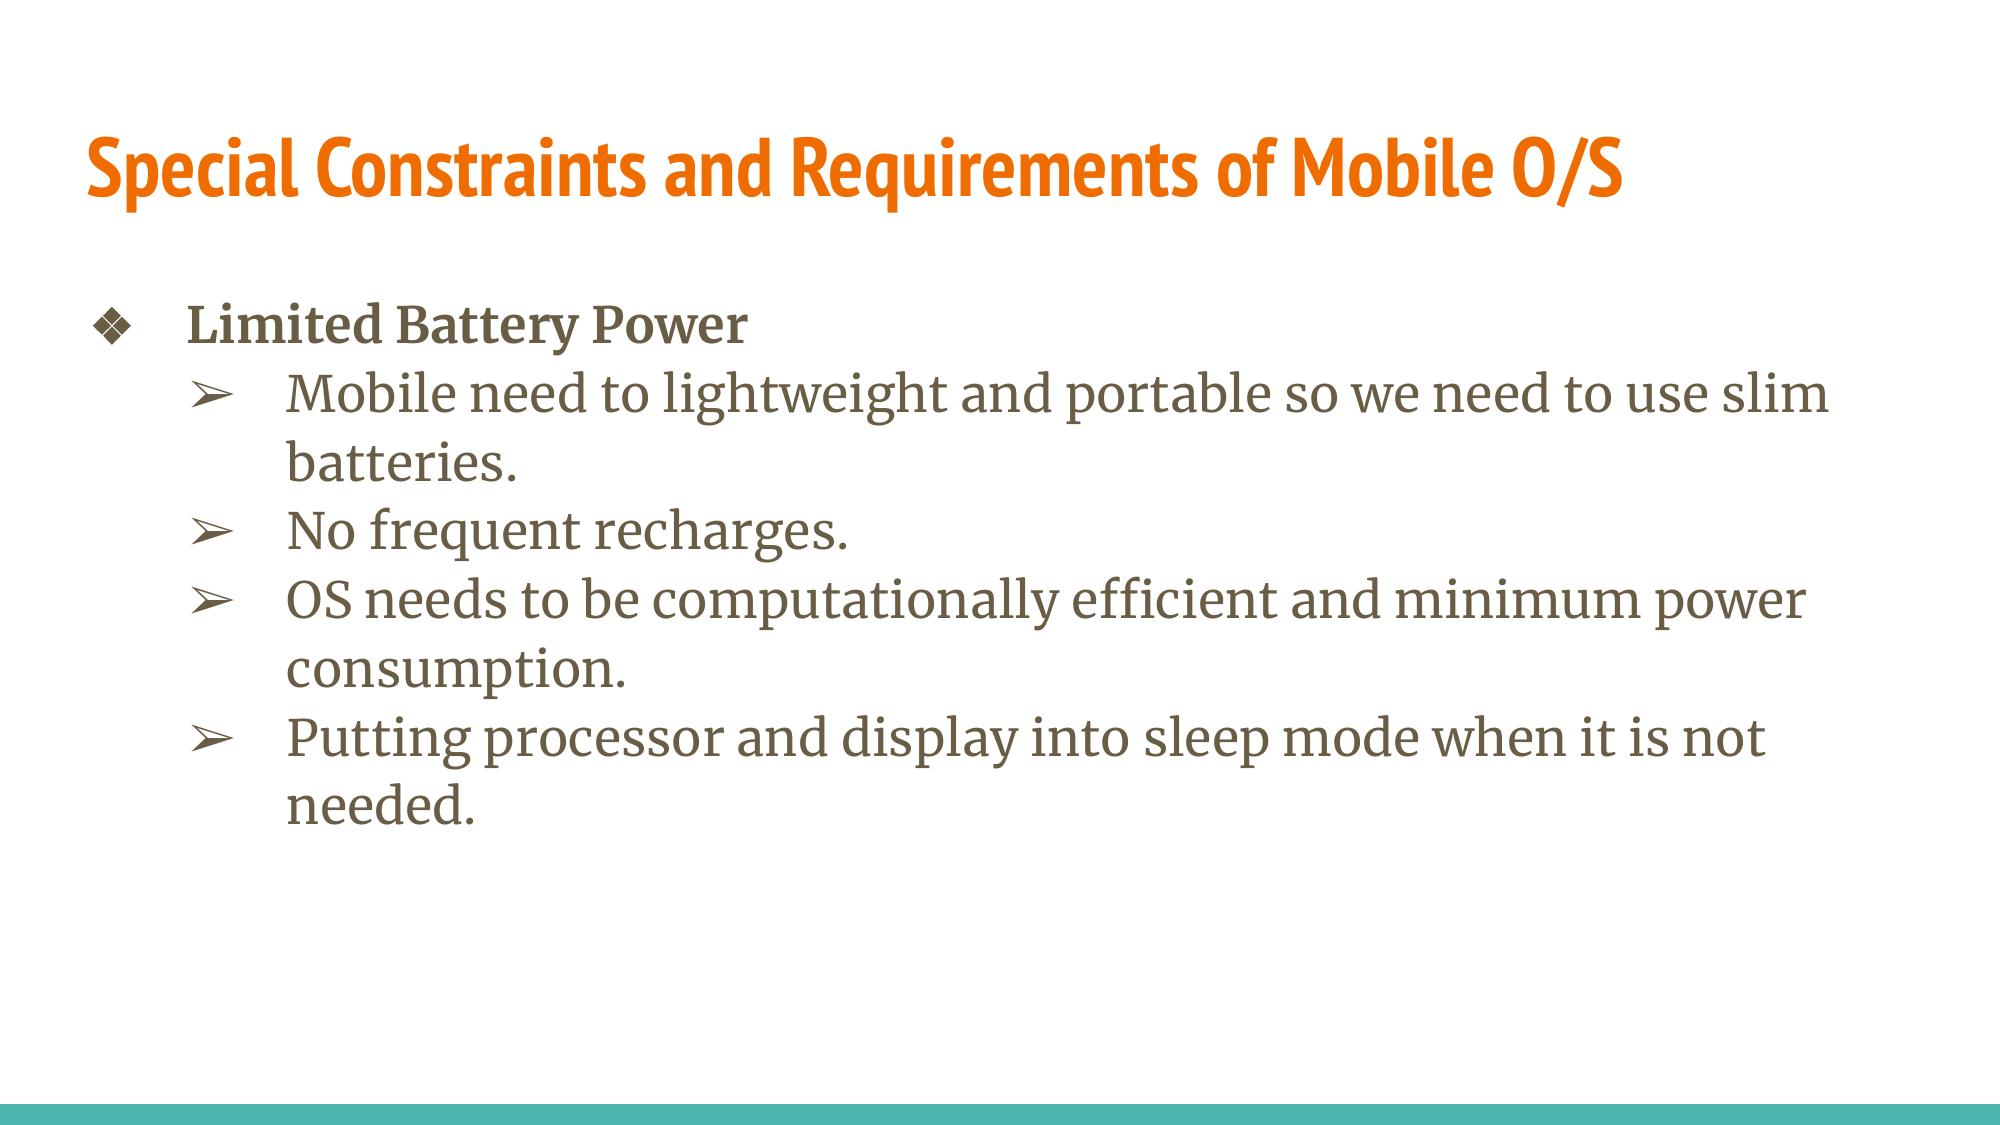 Special Constraints and Requirements of Mobile O/S
❖ Limited Battery Power
➢ Mobile need to lightweight and portable so we need to use slim
batteries.
➢ No frequent recharges.
➢ OS needs to be computationally efficient and minimum power
consumption.
➢ Putting processor and display into sleep mode when it is not
needed.